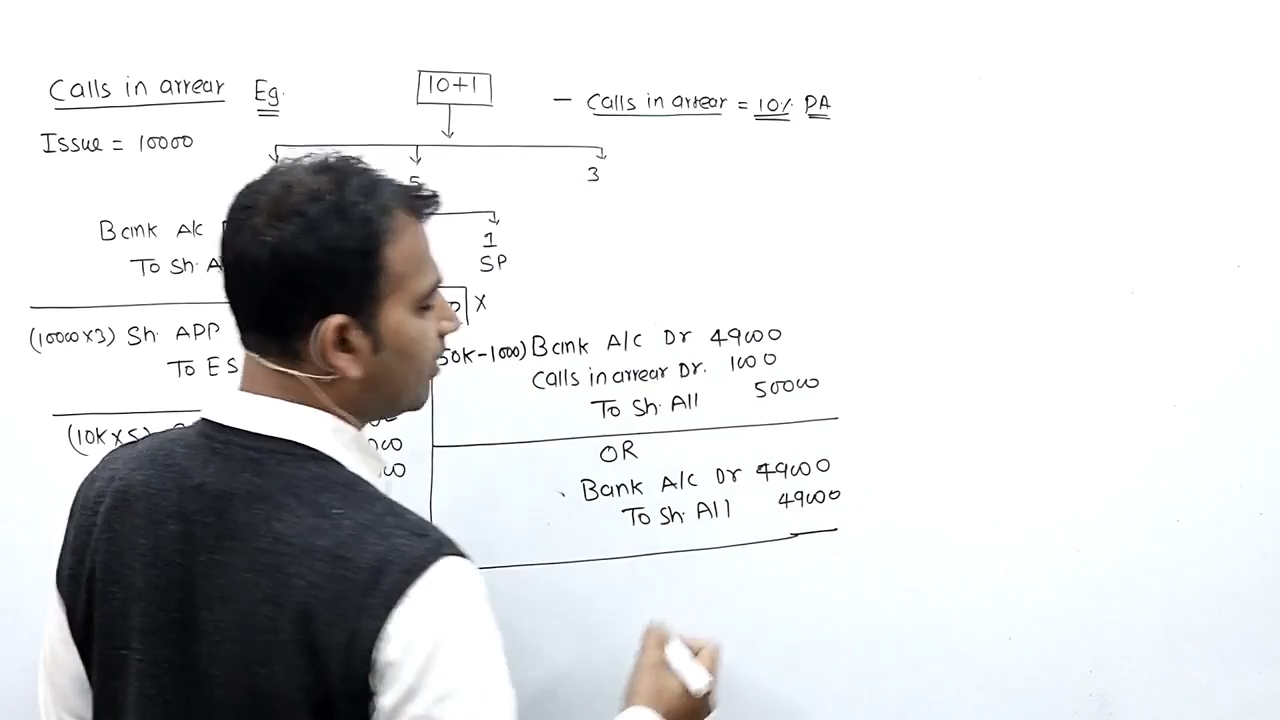 Calls in arrear Eg.
10+1
– Calls in arrear = 10% PA
Issue = 10000
5
3
Bank A/c
To Sh. A
1
SP
X
(10000×3) Sh. APP
To E S
50K-1000) Bank A/C Dr 49000
Calls in arrear Dr. 1000
To Sh. All 50000
(10K×5)
OR
Bank A/C Dr 49000
To Sh. All 49000